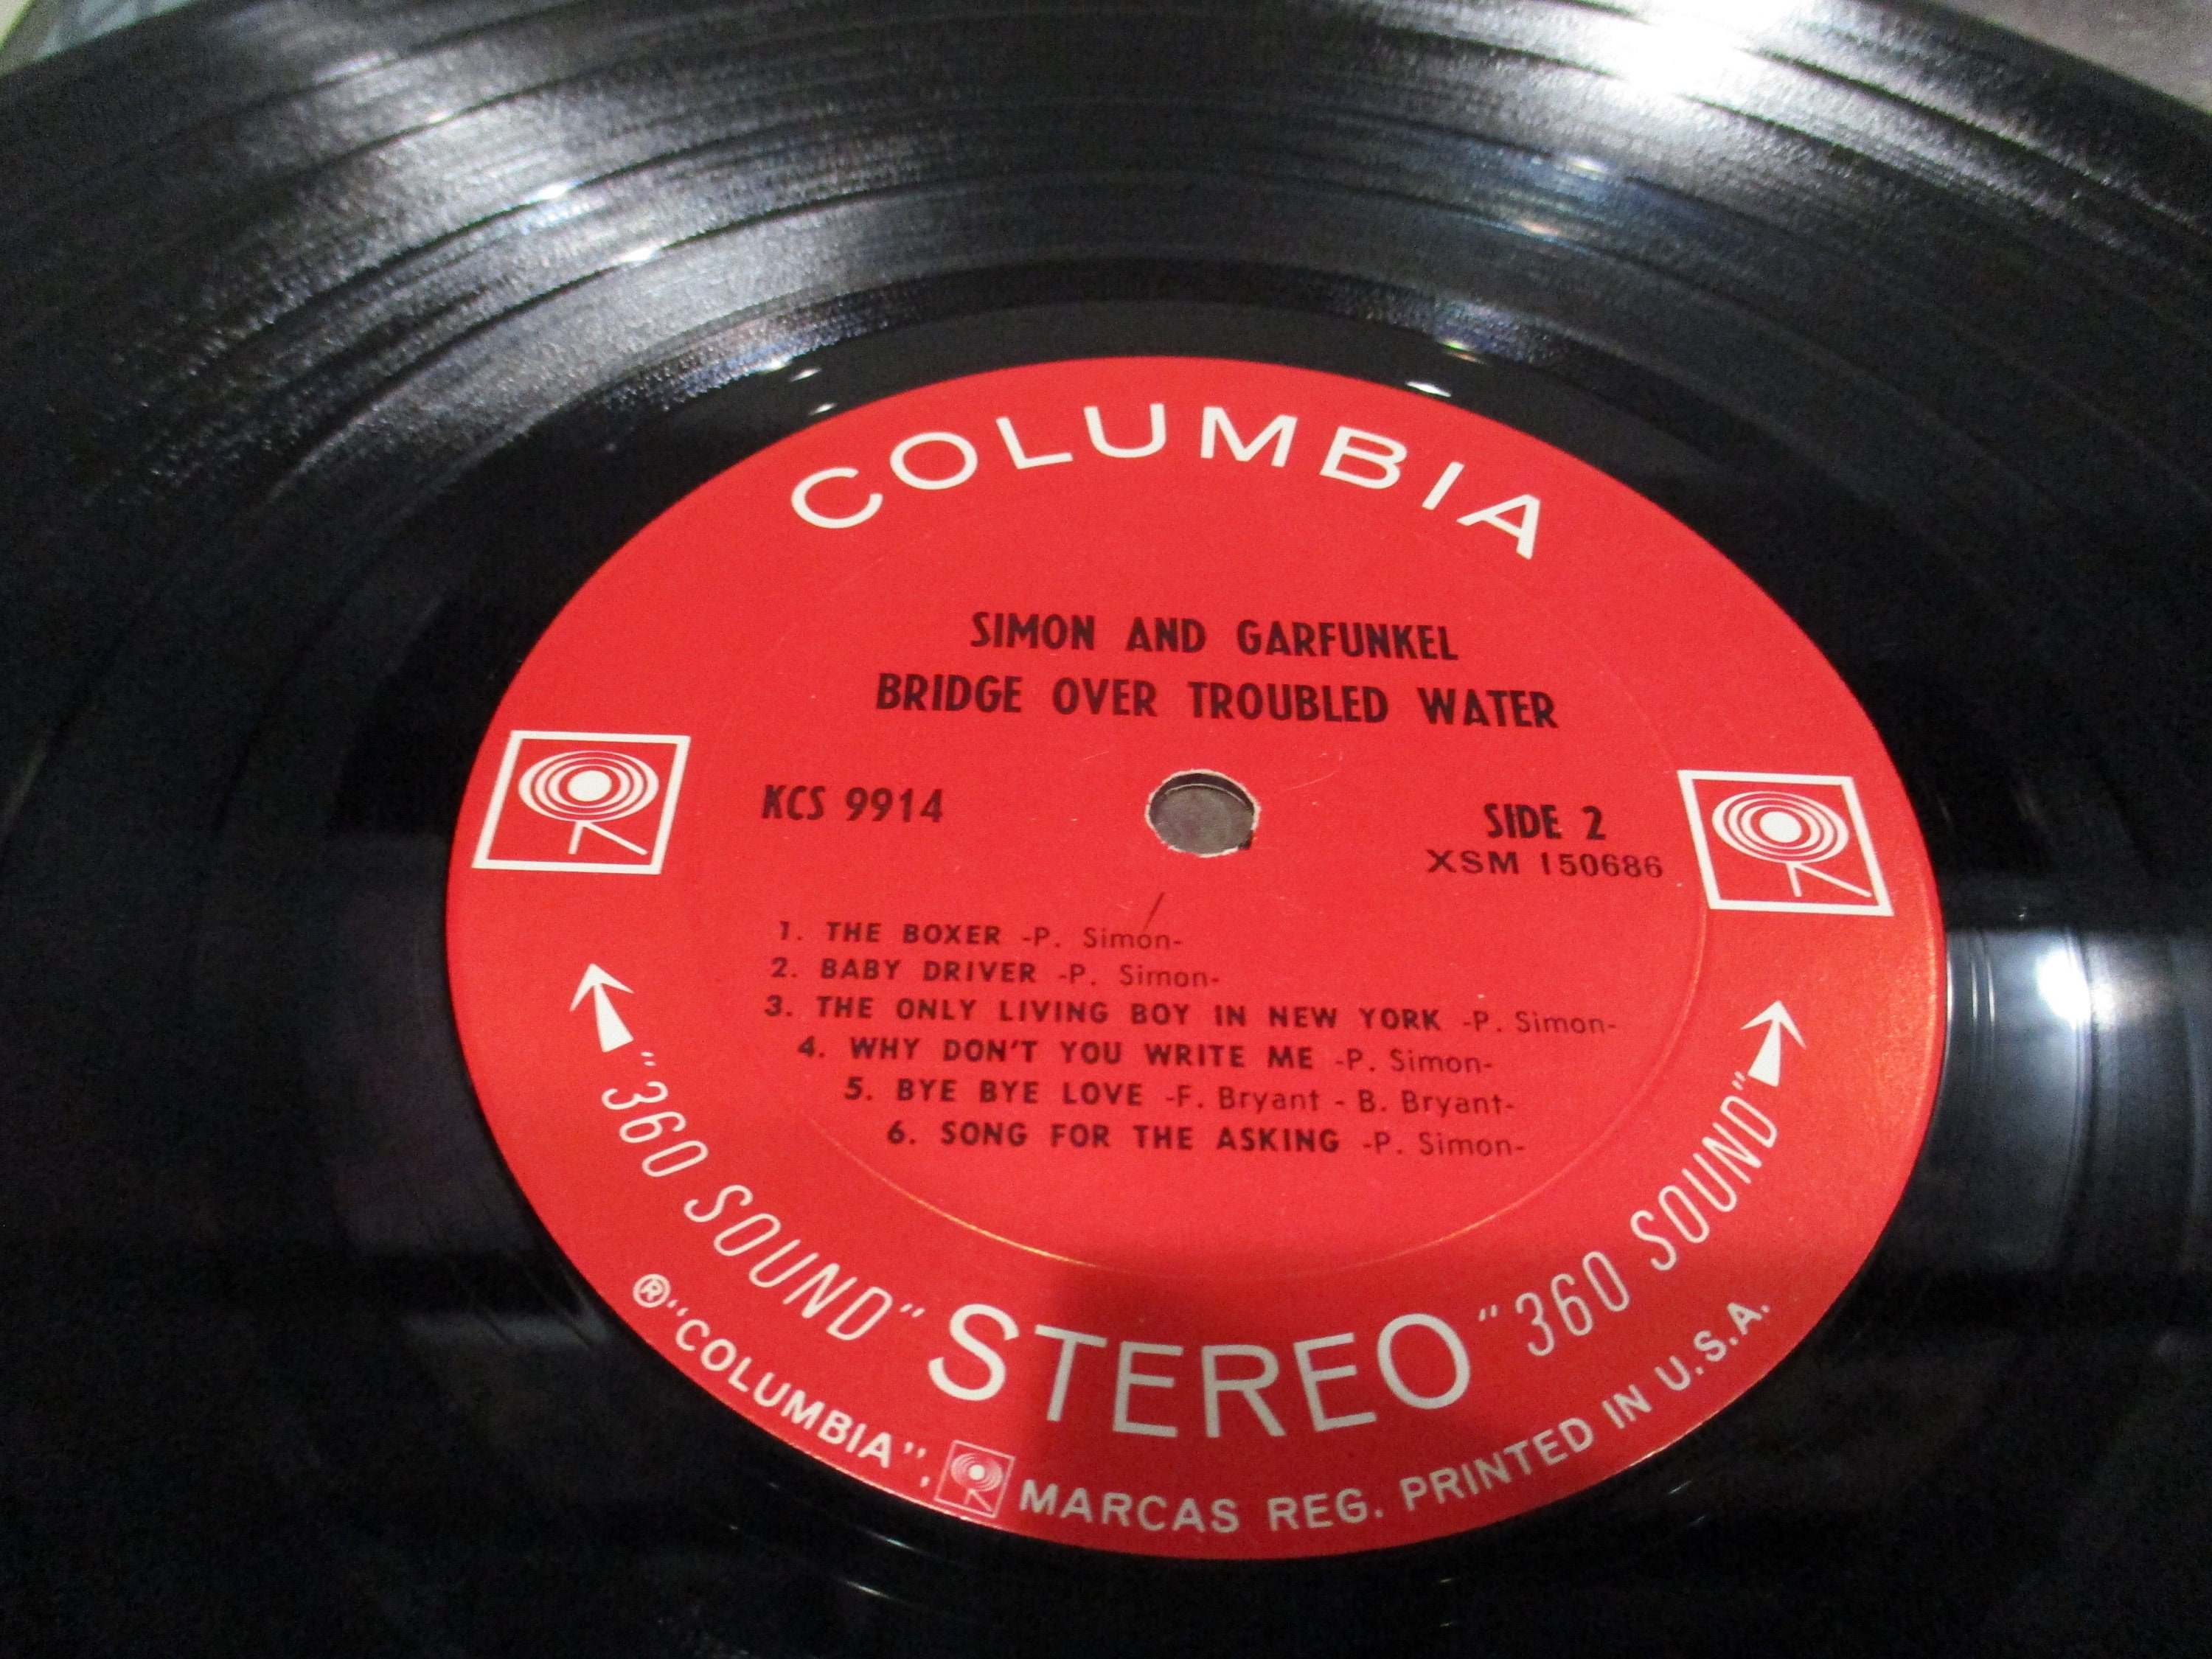 COLUMBIA
SIMON AND GARFUNKEL
BRIDGE OVER TROUBLED WATER
KCS 9914
SIDE 2
XSM 150686
1. THE BOXER -P. Simon-
2. BABY DRIVER -P. Simon-
3. THE ONLY LIVING BOY IN NEW YORK -P. Simon-
4. WHY DON'T YOU WRITE ME -P. Simon-
5. BYE BYE LOVE -F. Bryant - B. Bryant-
6. SONG FOR THE ASKING -P. Simon-
"360 SOUND" STEREO "360 SOUND"
®"COLUMBIA", MARCAS REG. PRINTED IN U.S.A.